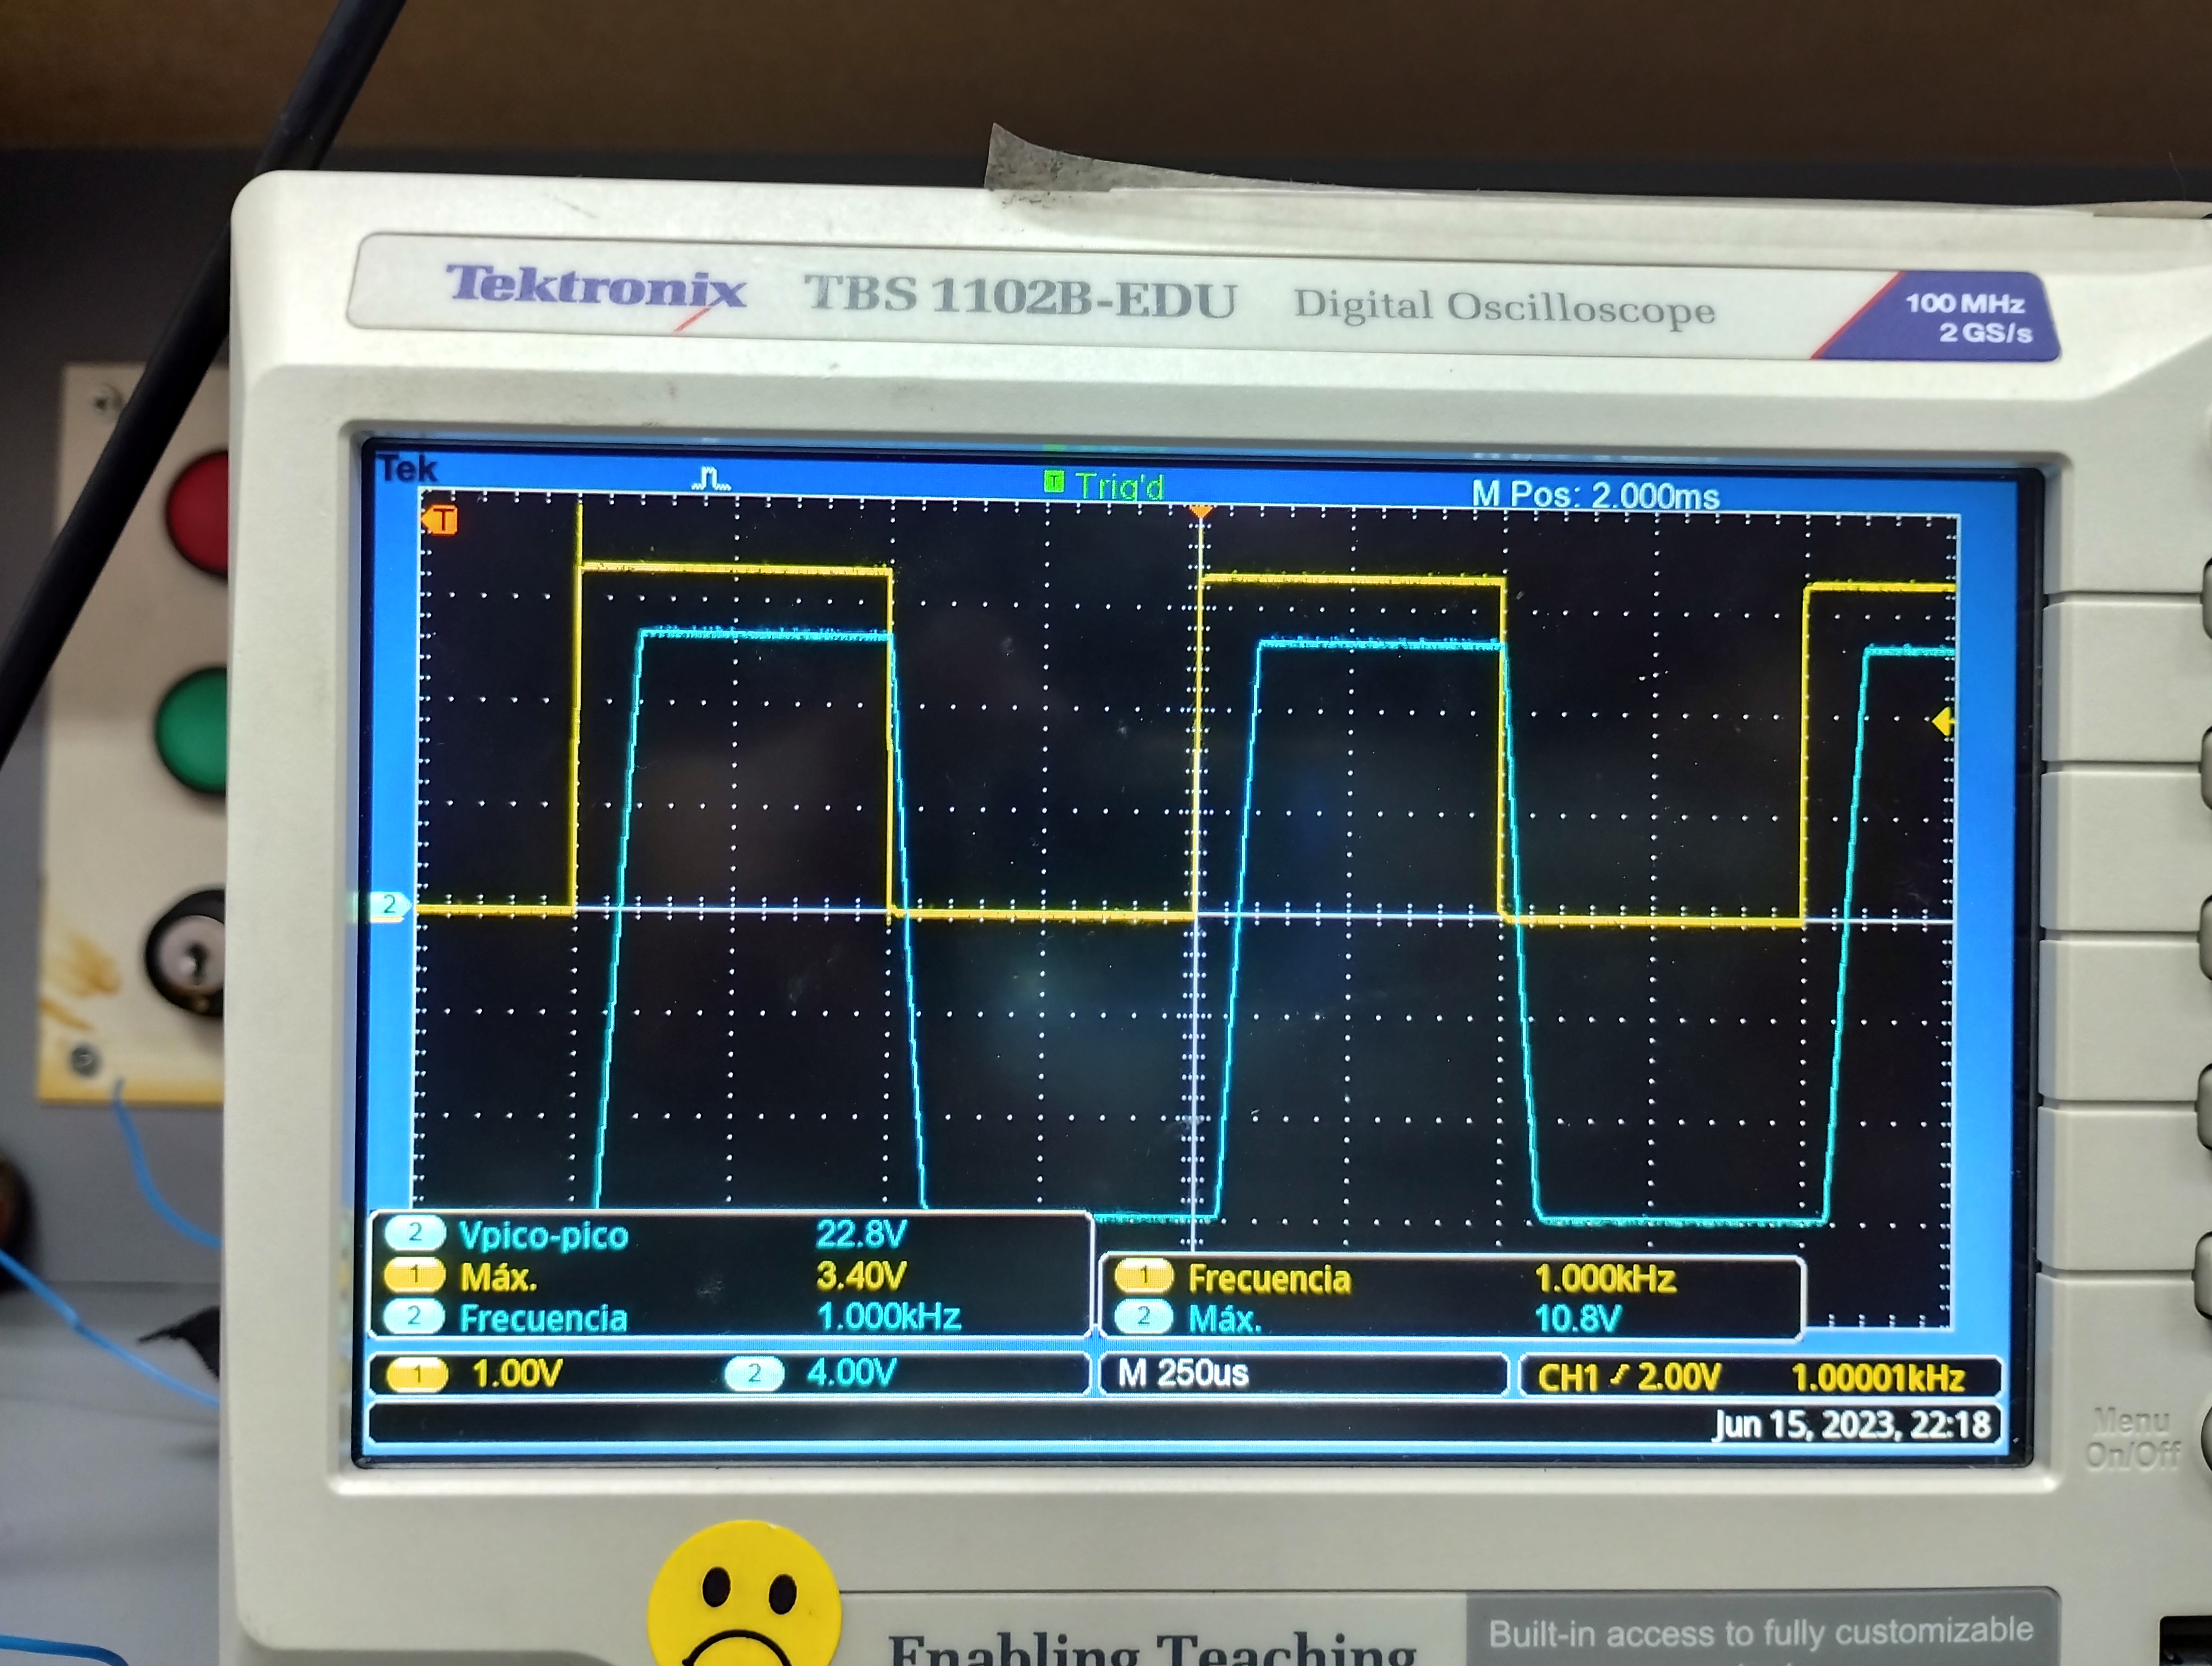 Tektronix TBS 1102B-EDU Digital Oscilloscope 100 MHz
2 GS/s
Tek T Trig'd M Pos: 2.000ms
T
2
2 Vpico-pico 22.8V
1 Máx. 3.40V
2 Frecuencia 1.000kHz
1 Frecuencia 1.000kHz
2 Máx. 10.8V
1 1.00V 2 4.00V M 250us CH1 2.00V 1.00001kHz
Jun 15, 2023, 22:18
Menu
On/Off
Enabling Teaching
Built-in access to fully customizable